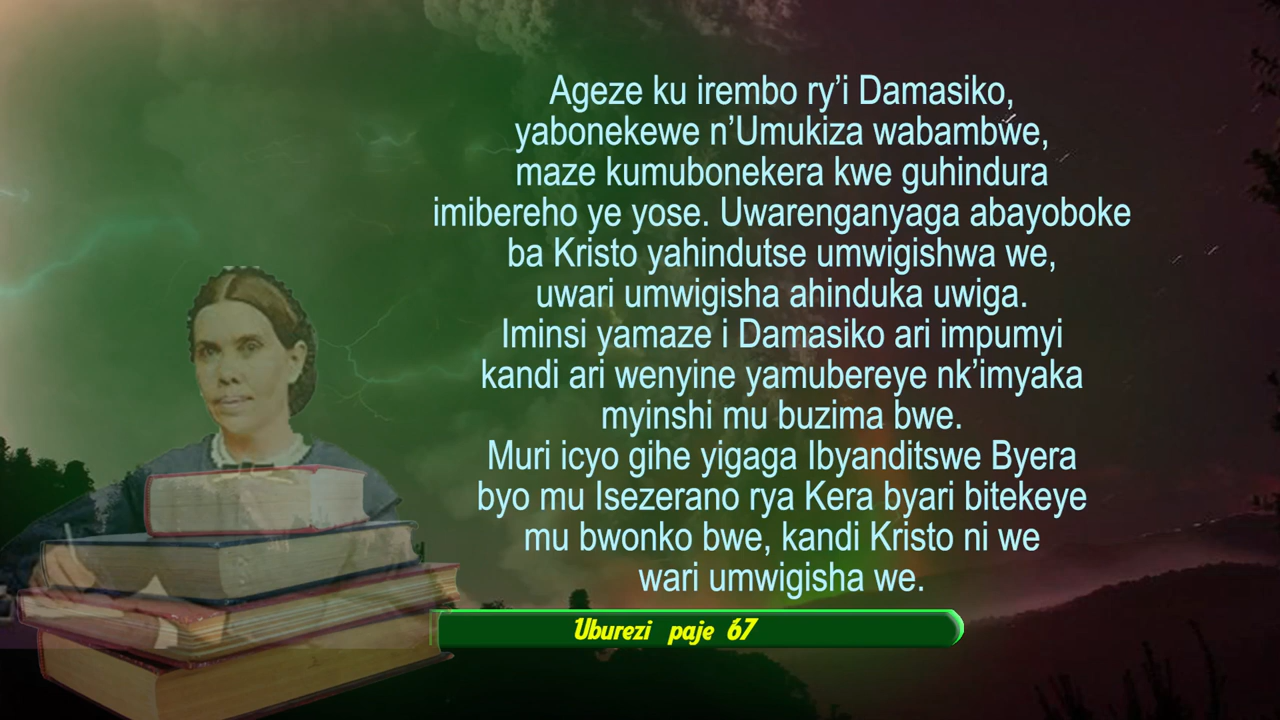 Ageze ku irembo ry’i Damasiko,
yabonekewe n’Umukiza wabambwe,
maze kumubonekera kwe guhindura
imibereho ye yose. Uwarenganyaga abayoboke
ba Kristo yahindutse umwigishwa we,
uwari umwigisha ahinduka uwiga.
Iminsi yamaze i Damasiko ari impumyi
kandi ari wenyine yamubereye nk’imyaka
myinshi mu buzima bwe.
Muri icyo gihe yigaga Ibyanditswe Byera
byo mu Isezerano rya Kera byari bitekeye
mu bwonko bwe, kandi Kristo ni we
wari umwigisha we.
Uburezi paje 67